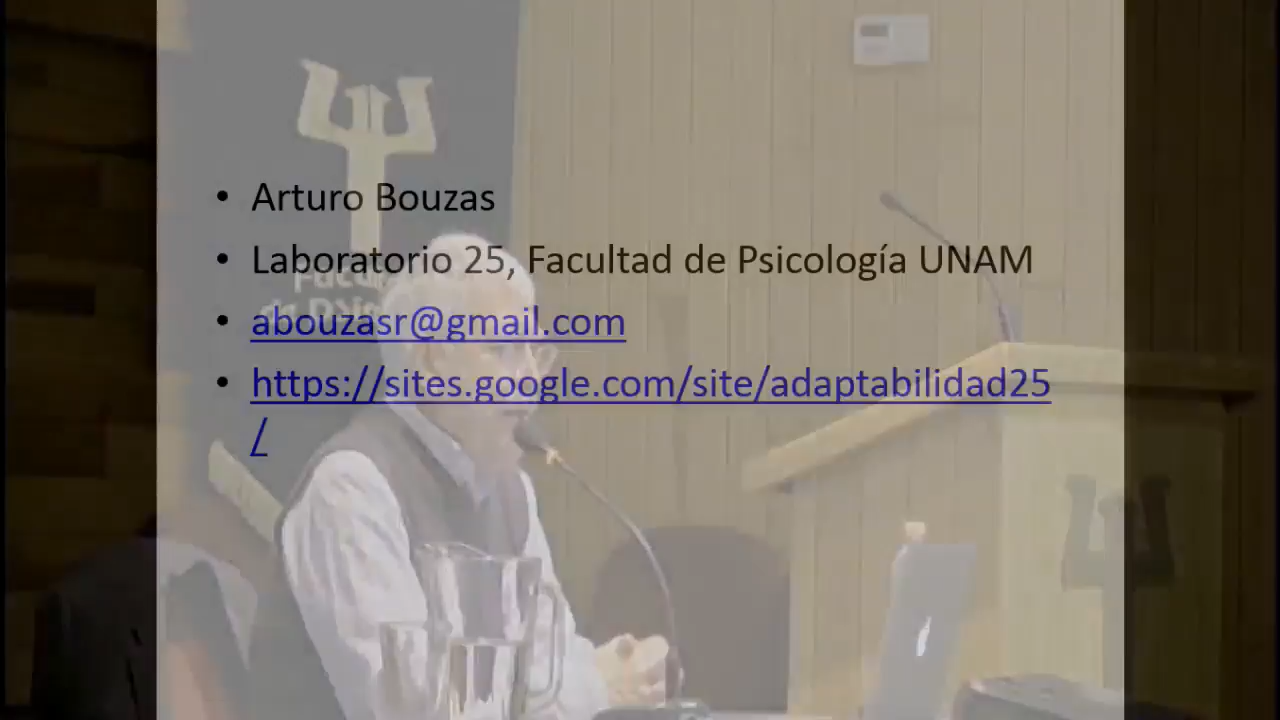 • Arturo Bouzas
• Laboratorio 25, Facultad de Psicología UNAM
• abouzasr@gmail.com
• https://sites.google.com/site/adaptabilidad25
/